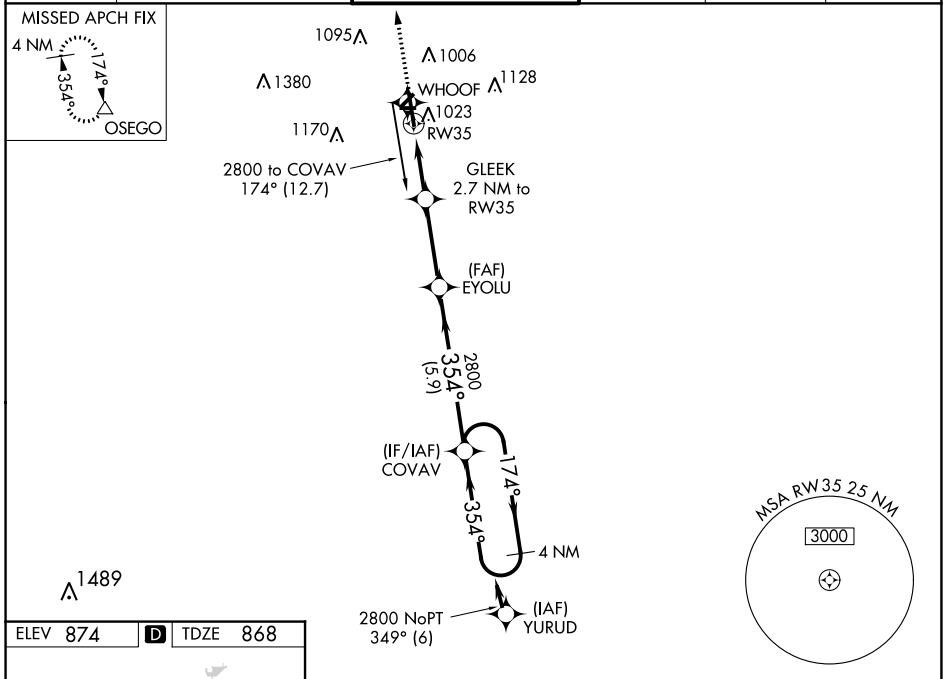 MISSED APCH FIX
4 NM
174°
354°
OSEGO
1095
1006
1380
WHOOF
1128
1023
1170
RW35
2800 to COVAV
174° (12.7)
GLEEK
2.7 NM to
RW35
(FAF)
EYOLU
2800
354°
(5.9)
(IF/IAF)
COVAV
174°
354°
4 NM
MSA RW35 25 NM
3000
1489
2800 NoPT
349° (6)
(IAF)
YURUD
ELEV 874 D TDZE 868